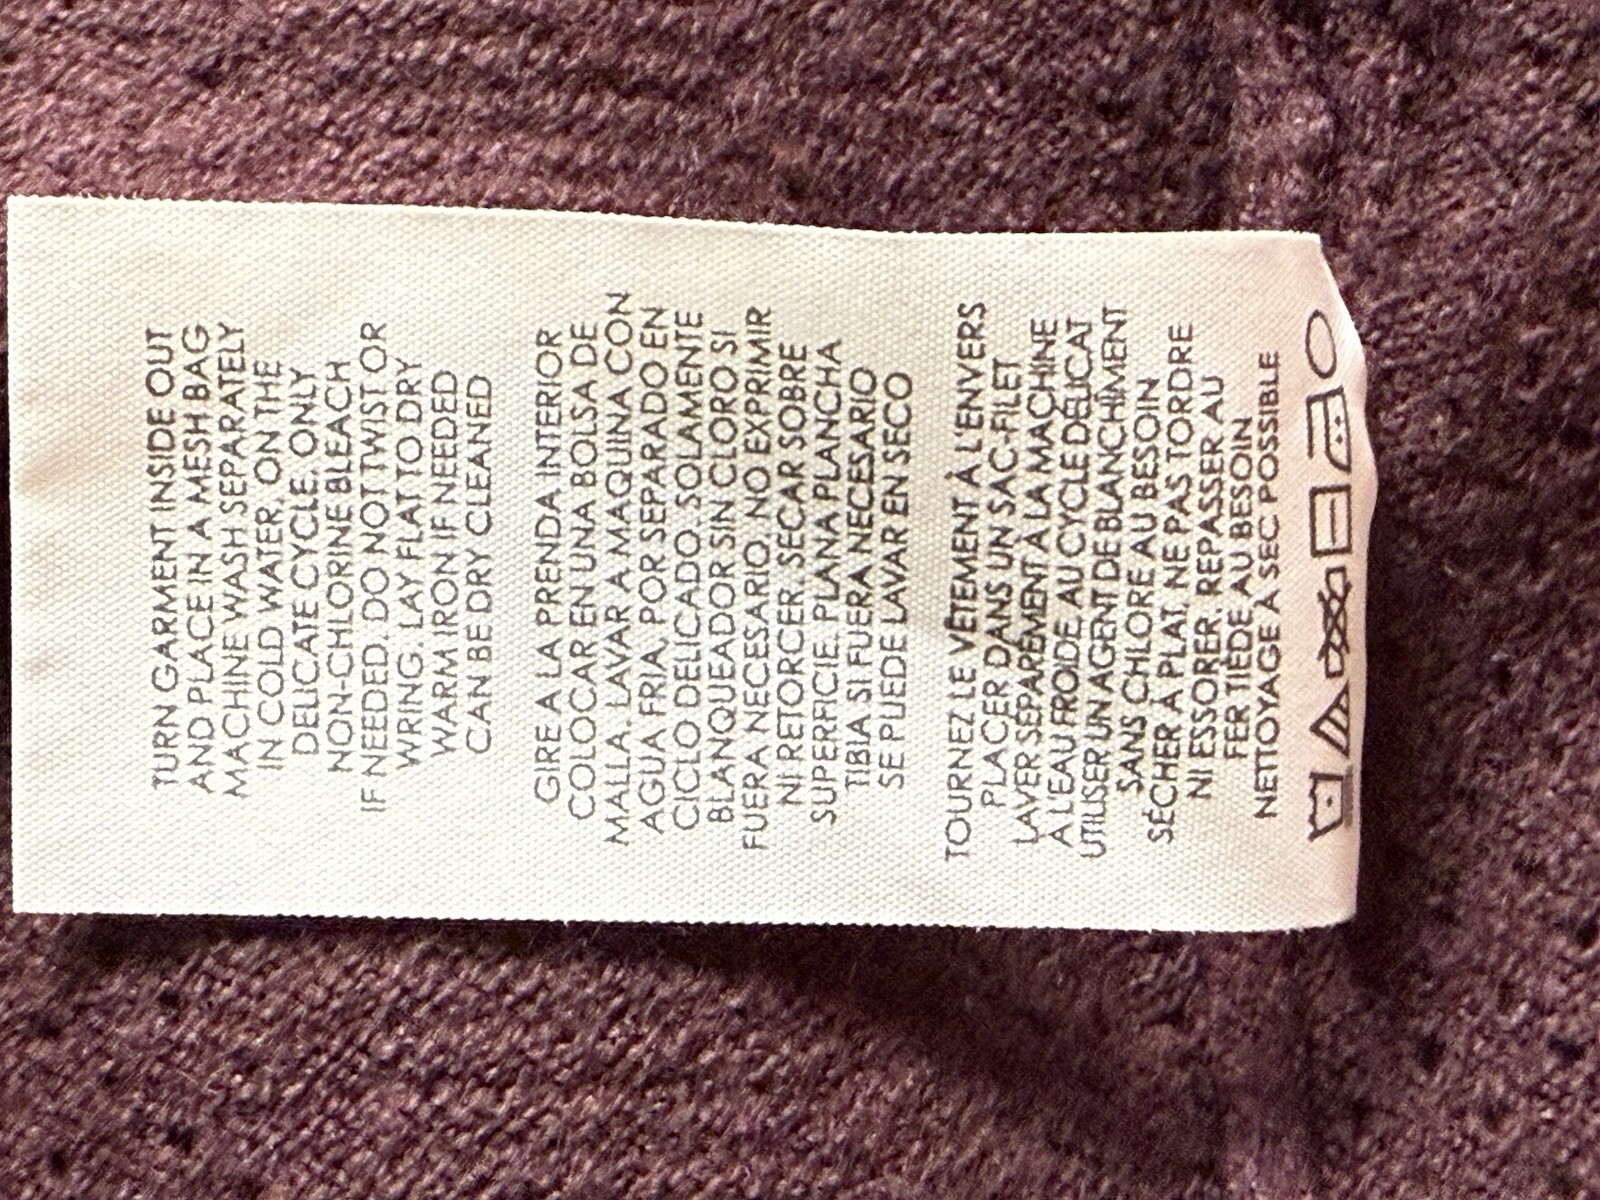 TURN GARMENT INSIDE OUT
AND PLACE IN A MESH BAG
MACHINE WASH SEPARATELY
IN COLD WATER, ON THE
DELICATE CYCLE. ONLY
NON-CHLORINE BLEACH
IF NEEDED. DO NOT TWIST OR
WRING. LAY FLAT TO DRY
WARM IRON IF NEEDED
CAN BE DRY CLEANED
GIRE A LA PRENDA INTERIOR
COLOCAR EN UNA BOLSA DE
MALLA. LAVAR A MAQUINA CON
AGUA FRIA, POR SEPARADO EN
CICLO DELICADO. SOLAMENTE
BLANQUEADOR SIN CLORO SI
FUERA NECESARIO. NO EXPRIMIR
NI RETORCER. SECAR SOBRE
SUPERFICIE. PLANA PLANCHA
TIBIA SI FUERA NECESARIO
SE PUEDE LAVAR EN SECO
TOURNEZ LE VÊTEMENT À L'ENVERS
PLACER DANS UN SAC-FILET
LAVER SÉPARÉMENT À LA MACHINE
A L'EAU FROIDE, AU CYCLE DÉLICAT
UTILISER UN AGENT DE BLANCHIMENT
SANS CHLORE AU BESOIN
SÉCHER À PLAT. NE PAS TORDRE
NI ESSORER. REPASSER AU
FER TIÈDE AU BESOIN
NETTOYAGE A SEC POSSIBLE